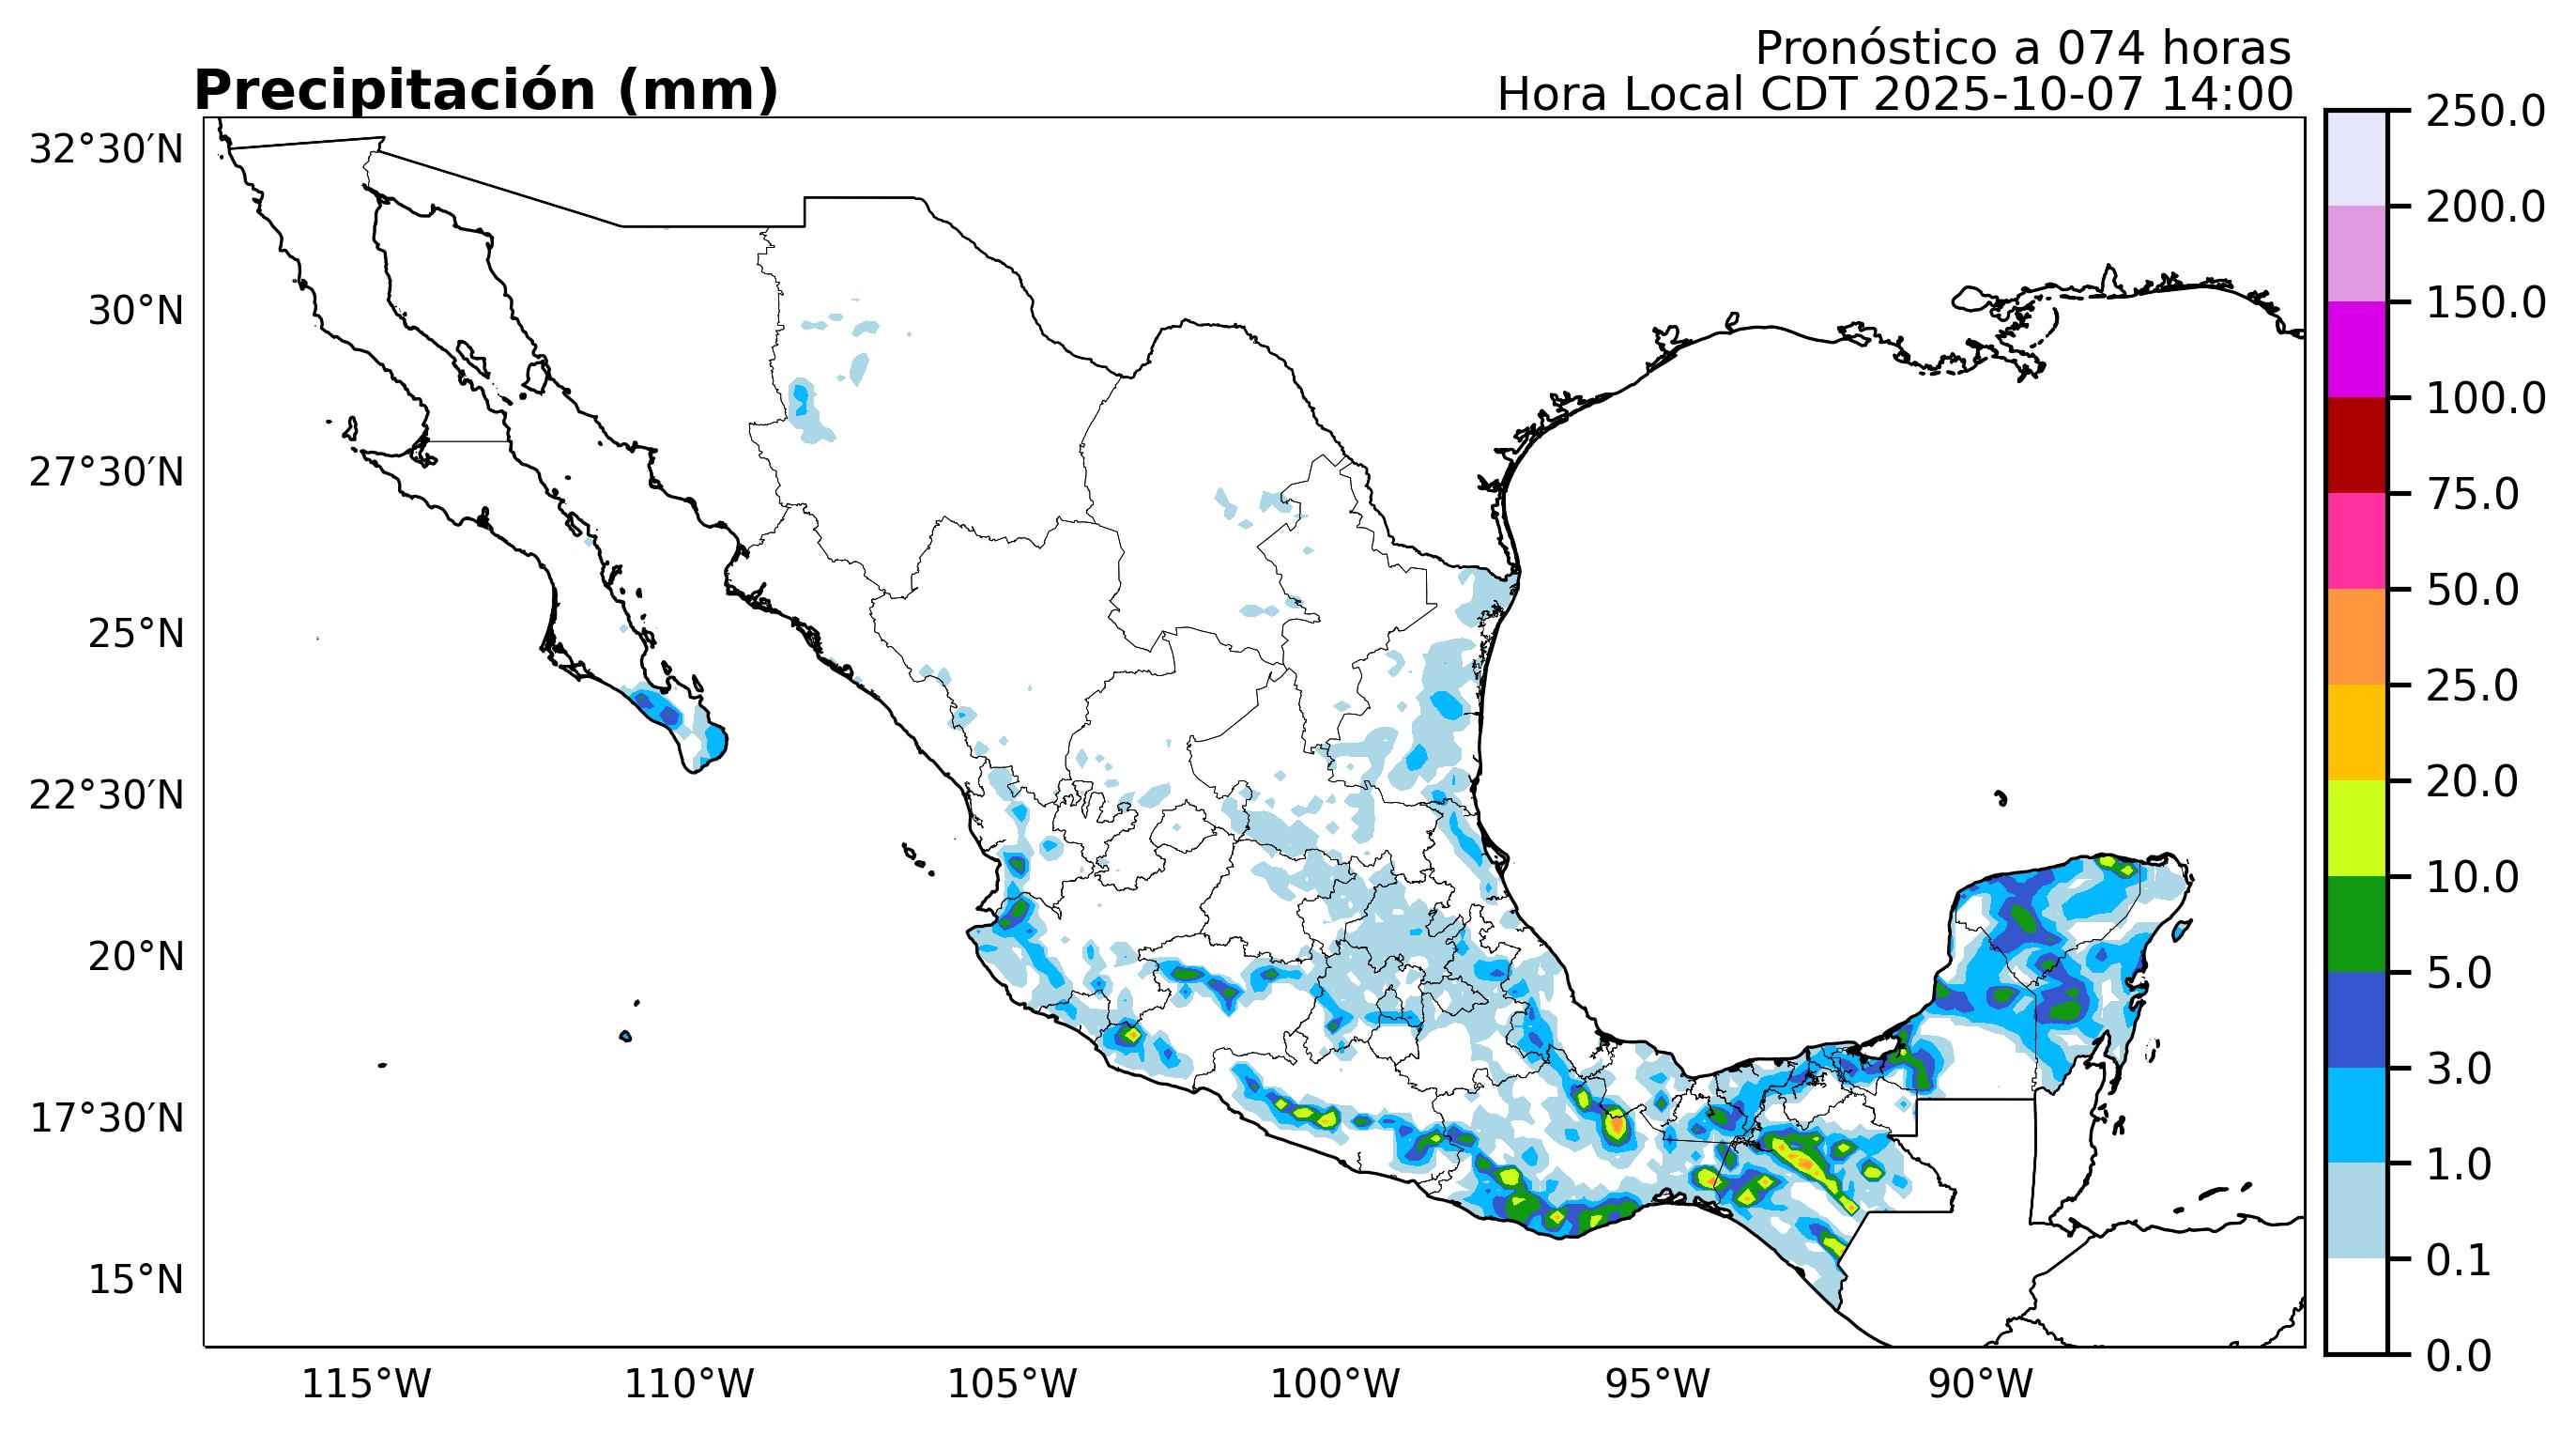 Pronóstico a 074 horas
Precipitación (mm)
Hora Local CDT 2025-10-07 14:00
32°30′N
30°N
27°30′N
25°N
22°30′N
20°N
17°30′N
15°N
115°W
110°W
105°W
100°W
95°W
90°W
250.0
200.0
150.0
100.0
75.0
50.0
25.0
20.0
10.0
5.0
3.0
1.0
0.1
0.0